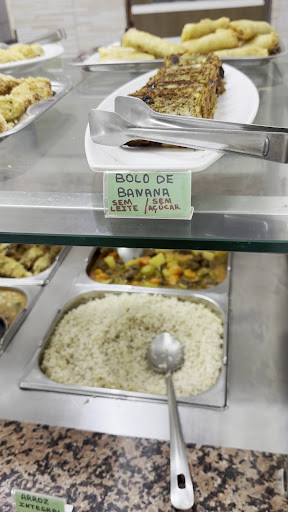 BOLO DE
BANANA
SEM / SEM
LEITE / AÇÚCAR
ARROZ
INTEGRAL